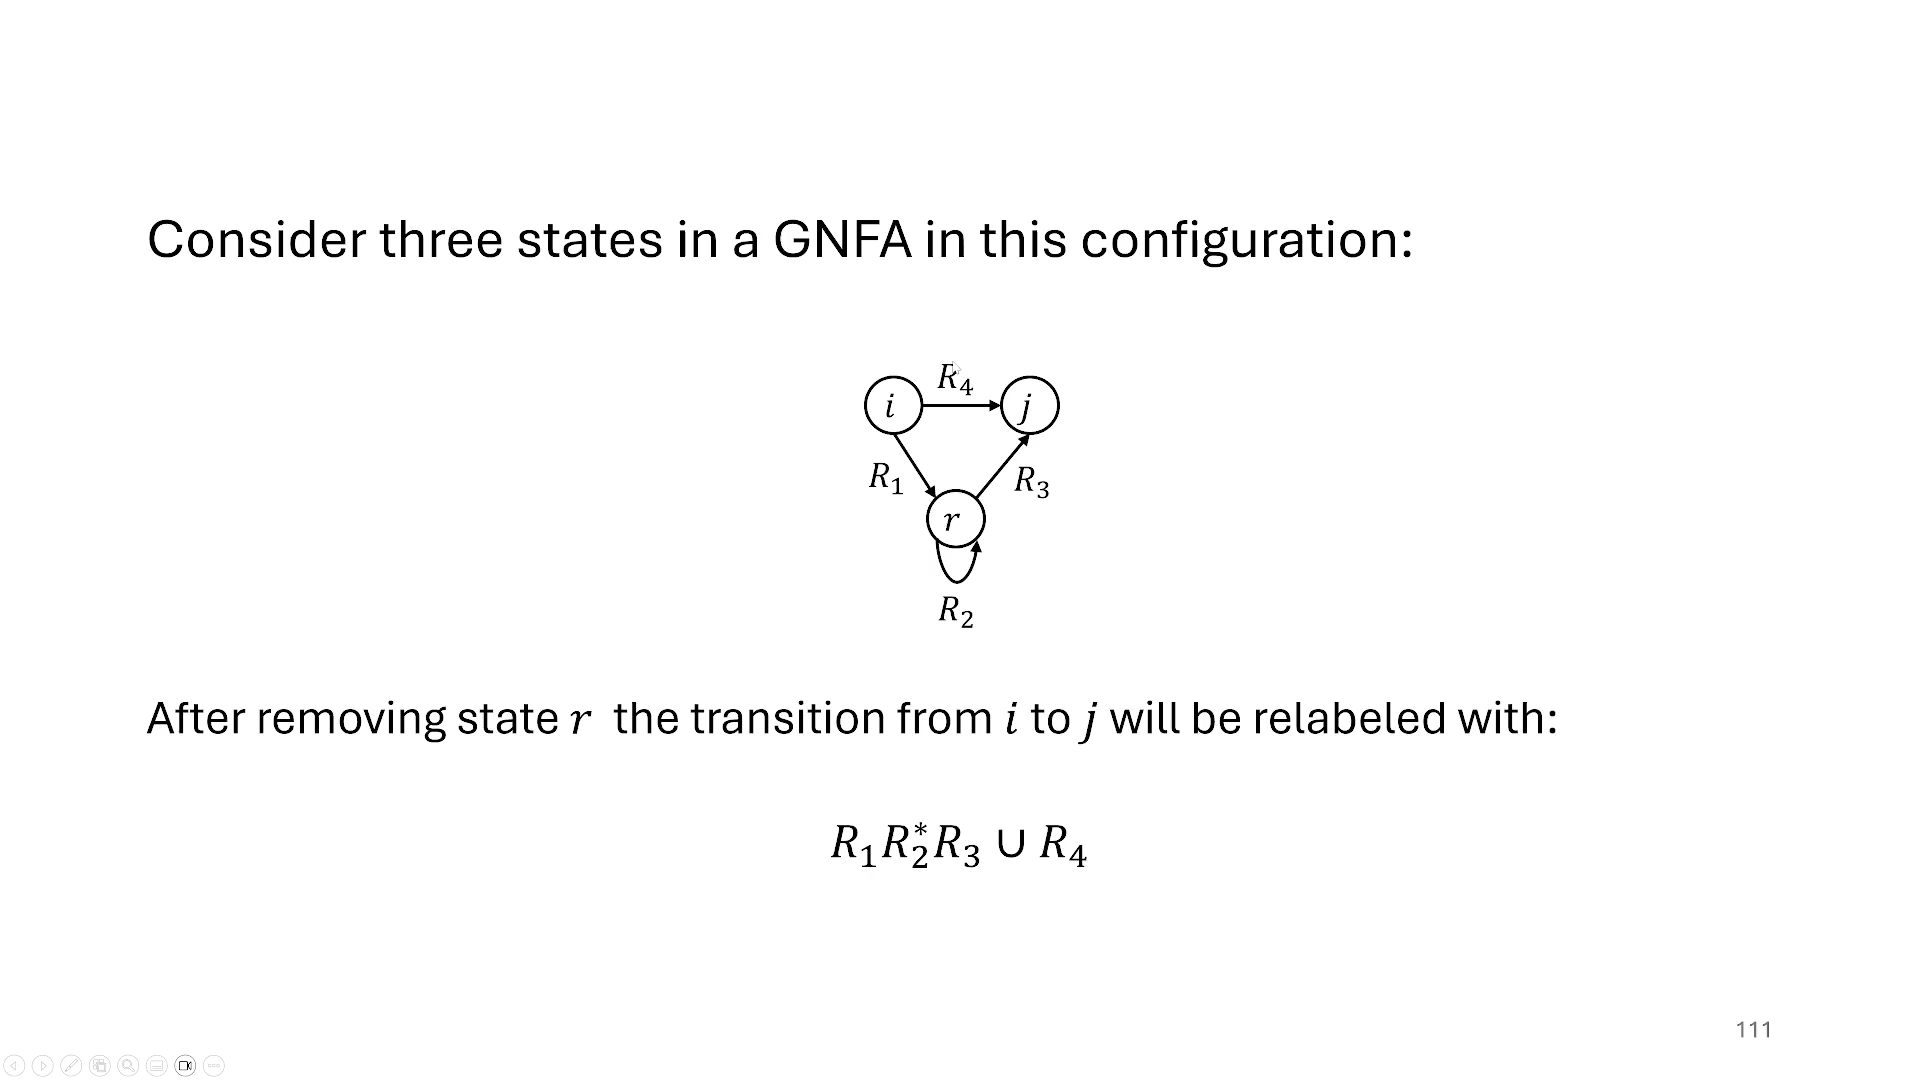 Consider three states in a GNFA in this configuration:
R₄
i
j
R₁
R₃
r
R₂
After removing state r the transition from i to j will be relabeled with:
R₁R₂*R₃ ∪ R₄
111